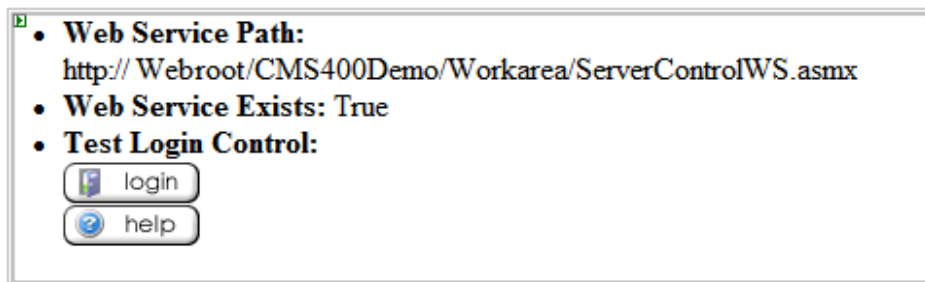 • Web Service Path:
http:// Webroot/CMS400Demo/Workarea/ServerControlWS.asmx
• Web Service Exists: True
• Test Login Control:
login
help